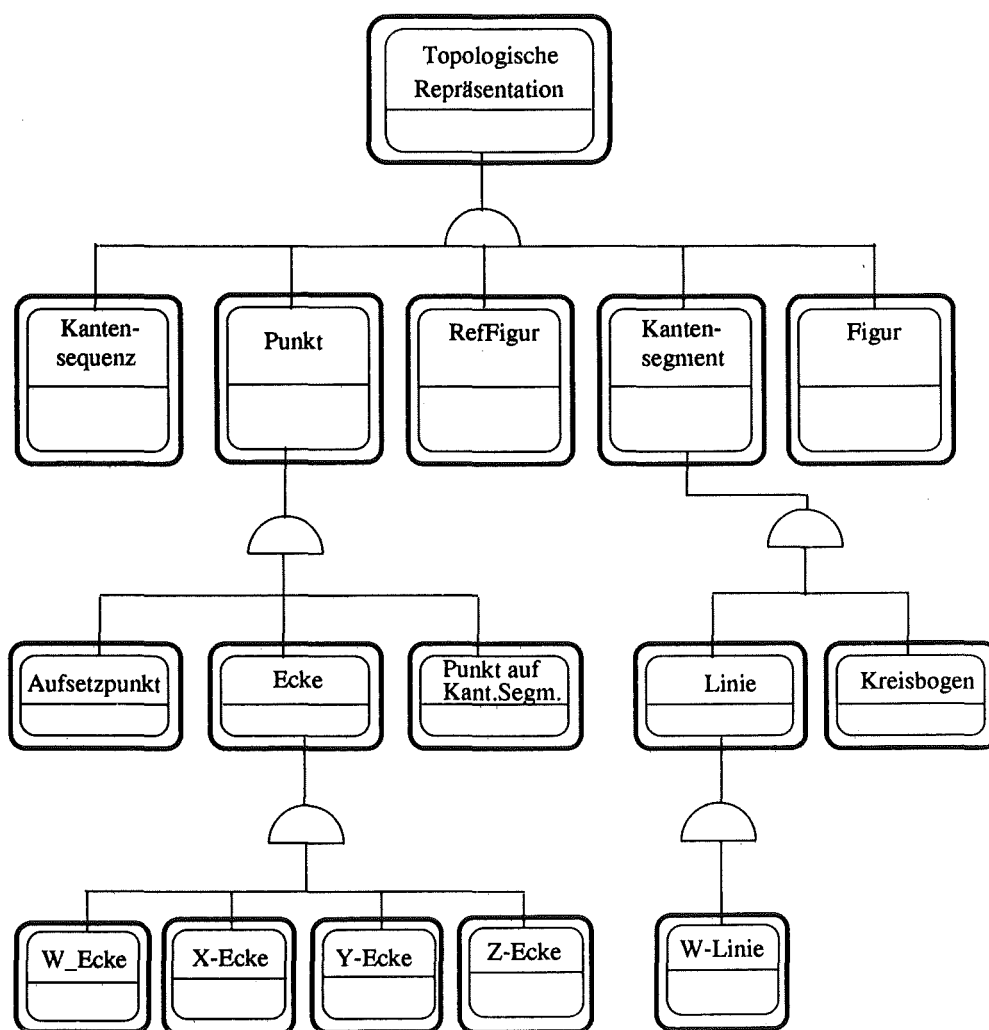 Topologische
Repräsentation
Kanten-
sequenz
Punkt
RefFigur
Kanten-
segment
Figur
Aufsetzpunkt
Ecke
Punkt auf
Kant.Segm.
Linie
Kreisbogen
W_Ecke
X-Ecke
Y-Ecke
Z-Ecke
W-Linie